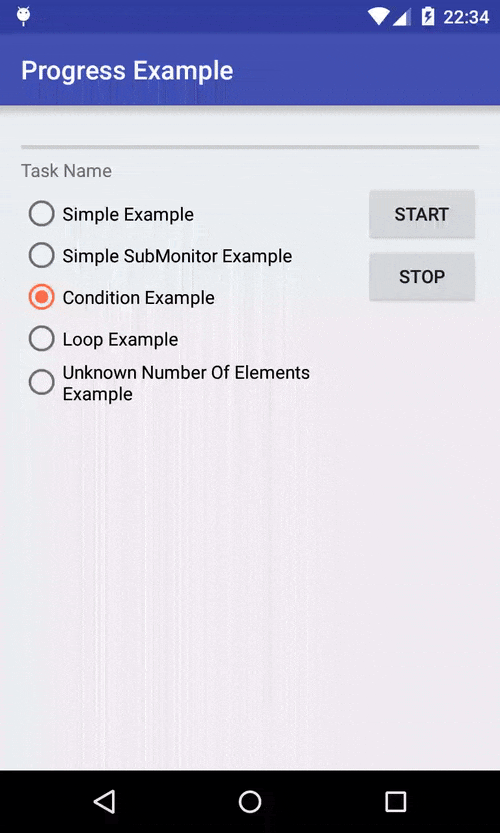 22:34
Progress Example
Task Name
Simple Example
START
Simple SubMonitor Example
STOP
Condition Example
Loop Example
Unknown Number Of Elements
Example